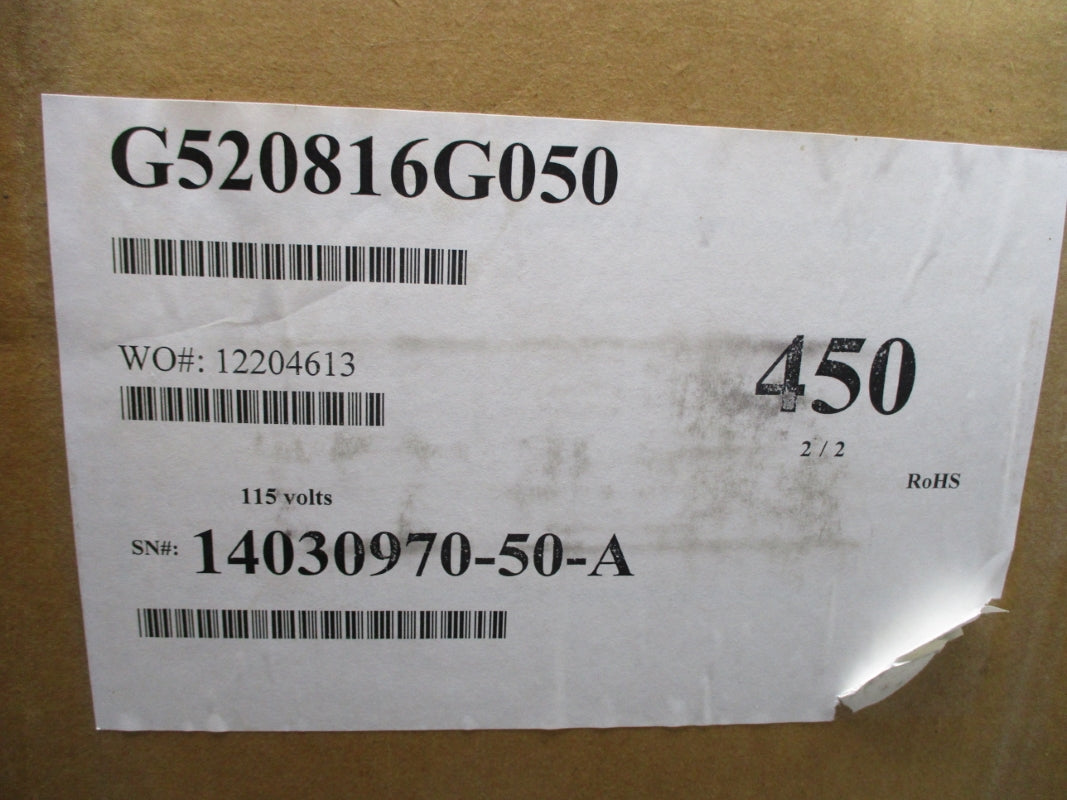 G520816G050
WO#: 12204613
450
2 / 2
RoHS
115 volts
SN#: 14030970-50-A